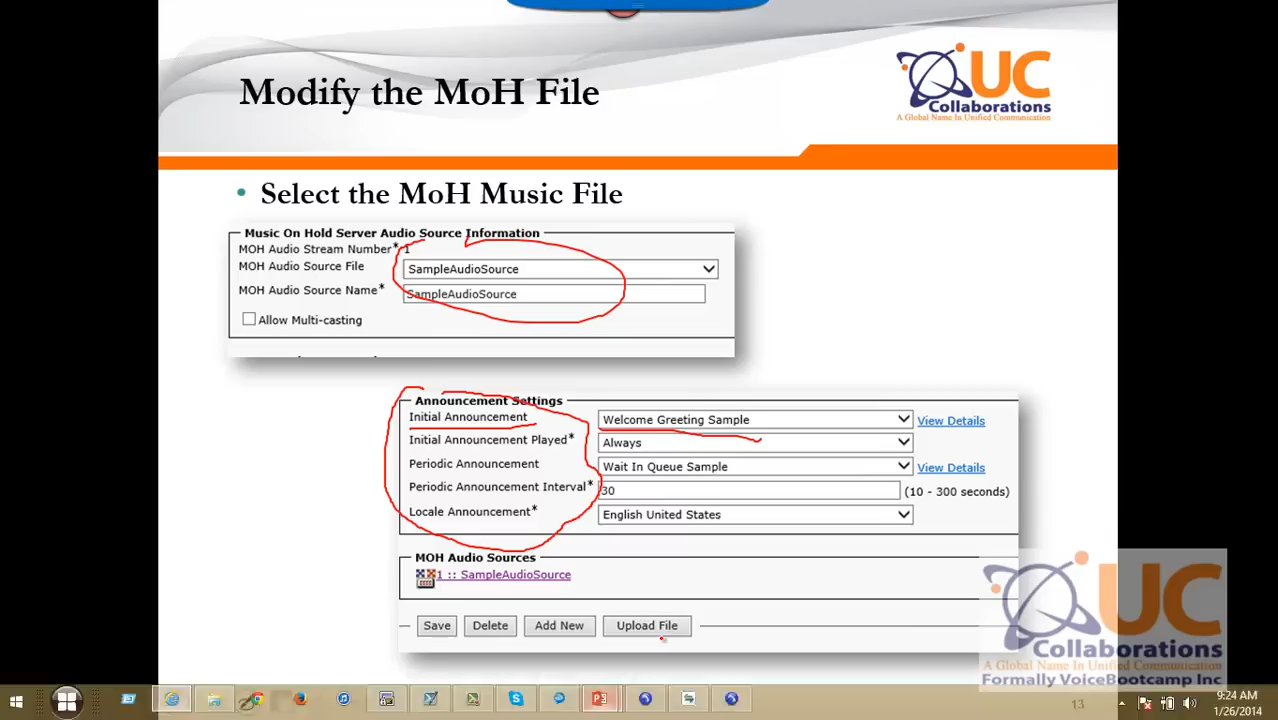 Modify the MoH File
UC
Collaborations
A Global Name In Unified Communication
• Select the MoH Music File
Music On Hold Server Audio Source Information
MOH Audio Stream Number* 1
MOH Audio Source File SampleAudioSource
MOH Audio Source Name* SampleAudioSource
Allow Multi-casting
Announcement Settings
Initial Announcement Welcome Greeting Sample View Details
Initial Announcement Played* Always
Periodic Announcement Wait In Queue Sample View Details
Periodic Announcement Interval* 30 (10 - 300 seconds)
Locale Announcement* English United States
MOH Audio Sources
1 :: SampleAudioSource
Save Delete Add New Upload File
UC
Collaborations
A Global Name In Unified Communication
Formally VoiceBootcamp Inc
13
9:24 AM
1/26/2014